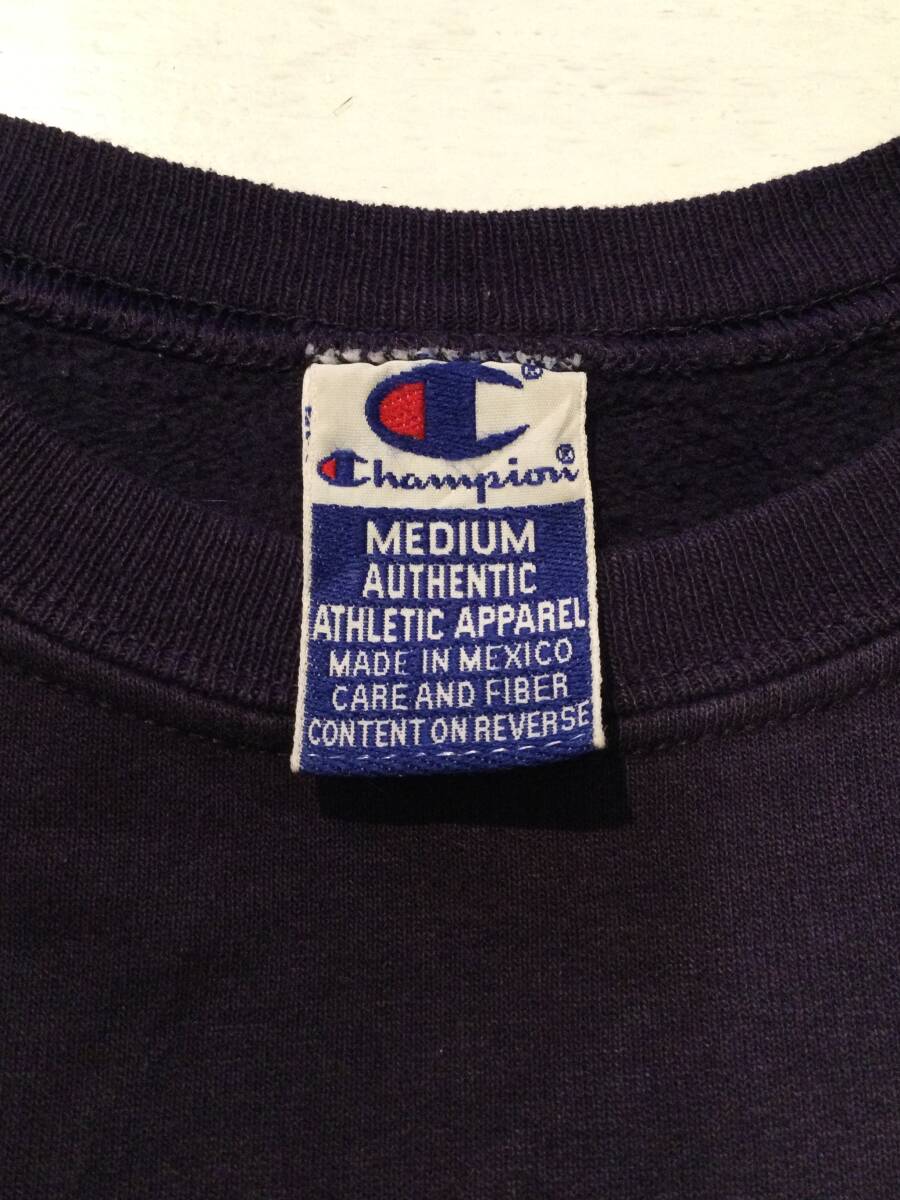 C®
Champion®
MEDIUM
AUTHENTIC
ATHLETIC APPAREL
MADE IN MEXICO
CARE AND FIBER
CONTENT ON REVERSE